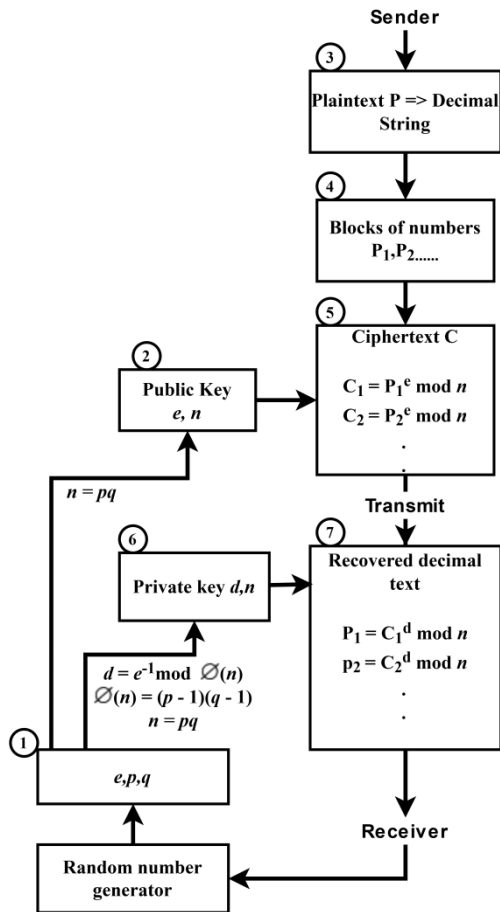 Sender
3
Plaintext P => Decimal
String
4
Blocks of numbers
P₁,P₂......
5
Ciphertext C
C₁ = P₁ᵉ mod n
C₂ = P₂ᵉ mod n
.
.
2
Public Key
e, n
n = pq
Transmit
7
Recovered decimal
text
P₁ = C₁ᵈ mod n
p₂ = C₂ᵈ mod n
.
.
6
Private key d,n
d = e⁻¹ mod ∅(n)
∅(n) = (p - 1)(q - 1)
n = pq
1
e,p,q
Random number
generator
Receiver